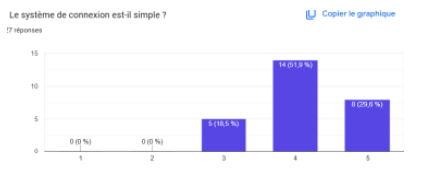 Le système de connexion est-il simple ?
Copier le graphique
27 réponses
15
10
5
0
0 (0 %)
0 (0 %)
5 (18,5 %)
14 (51,9 %)
8 (29,6 %)
1
2
3
4
5